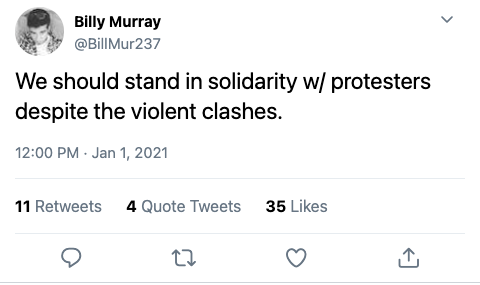 Billy Murray
@BillMur237
We should stand in solidarity w/ protesters
despite the violent clashes.
12:00 PM · Jan 1, 2021
11 Retweets 4 Quote Tweets 35 Likes